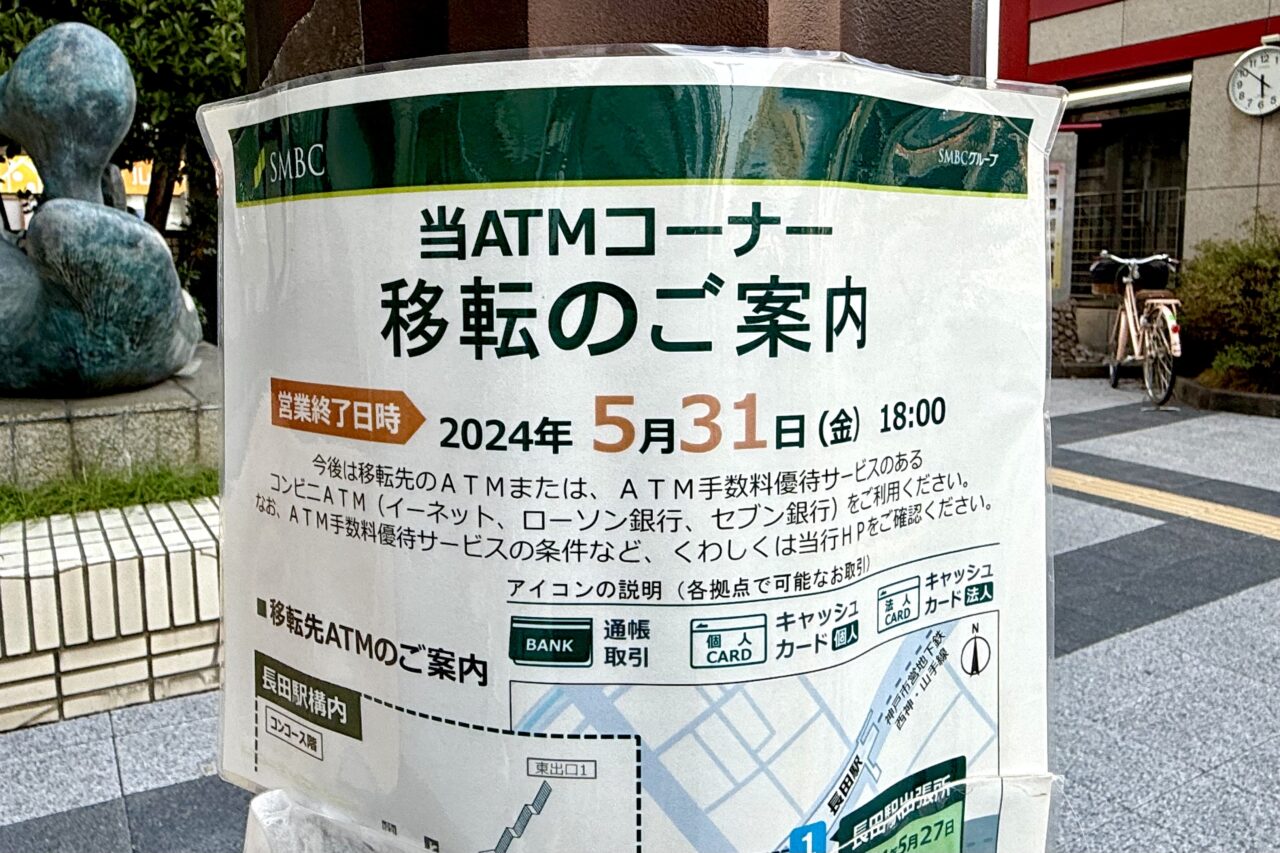 SMBC
SMBCグループ
当ATMコーナー
移転のご案内
営業終了日時
2024年 5月31日(金) 18:00
今後は移転先のＡＴＭまたは、ＡＴＭ手数料優待サービスのある
コンビニＡＴＭ（イーネット、ローソン銀行、セブン銀行）をご利用ください。
なお、ＡＴＭ手数料優待サービスの条件など、くわしくは当行ＨＰをご確認ください。
アイコンの説明（各拠点で可能なお取引）
BANK
通帳
取引
個人
CARD
キャッシュ
カード 個人
法人
CARD
キャッシュ
カード 法人
■移転先ATMのご案内
長田駅構内
コンコース階
東出口1
N
神戸市営地下鉄
西神・山手線
長田駅
1
長田駅出張所
5月27日